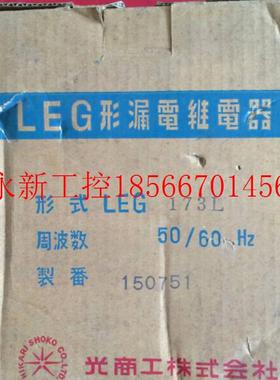 LEG形漏電継電器
永新工控18566701456
形式 LEG 173L
周波数 50/60 Hz
製番 150751
HIKARI SHOKO CO., LTD.
光商工株式会社